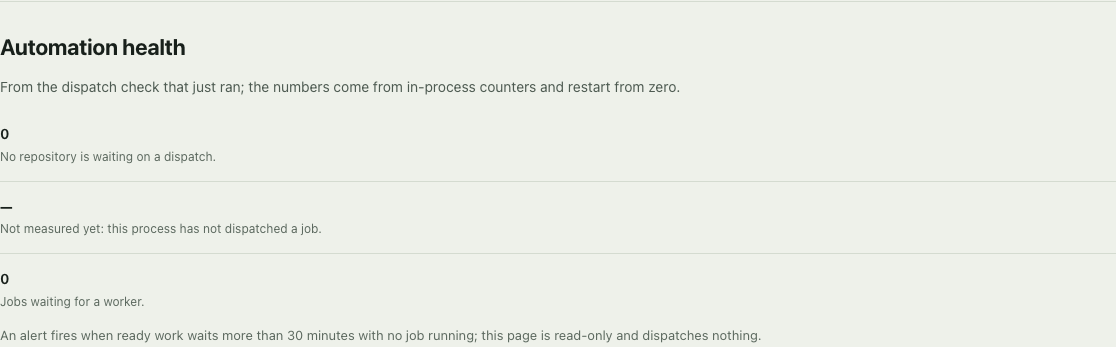 Automation health
From the dispatch check that just ran; the numbers come from in-process counters and restart from zero.
0
No repository is waiting on a dispatch.
—
Not measured yet: this process has not dispatched a job.
0
Jobs waiting for a worker.
An alert fires when ready work waits more than 30 minutes with no job running; this page is read-only and dispatches nothing.